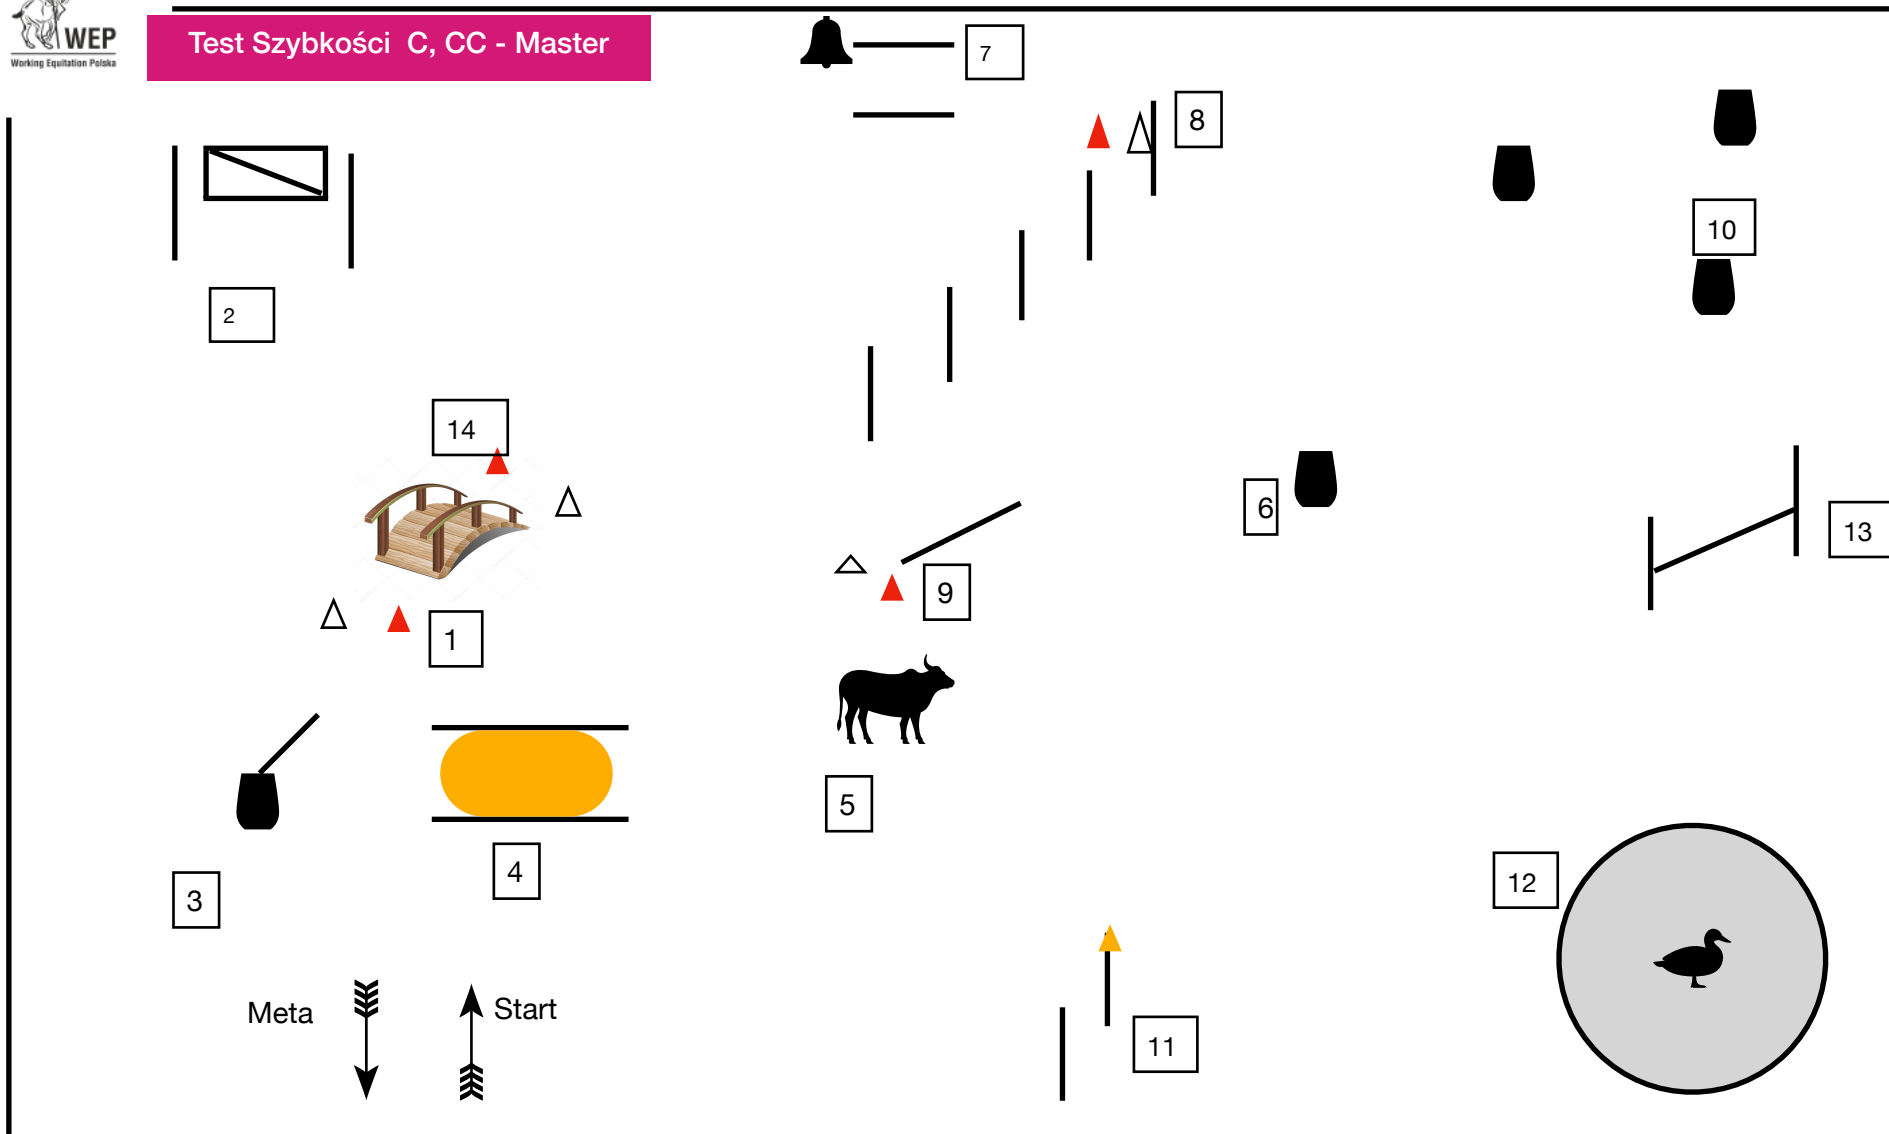 WEP
Working Equitation Polska
Test Szybkości C, CC - Master
7
8
10
2
14
6
13
9
1
5
4
12
3
Meta
Start
11